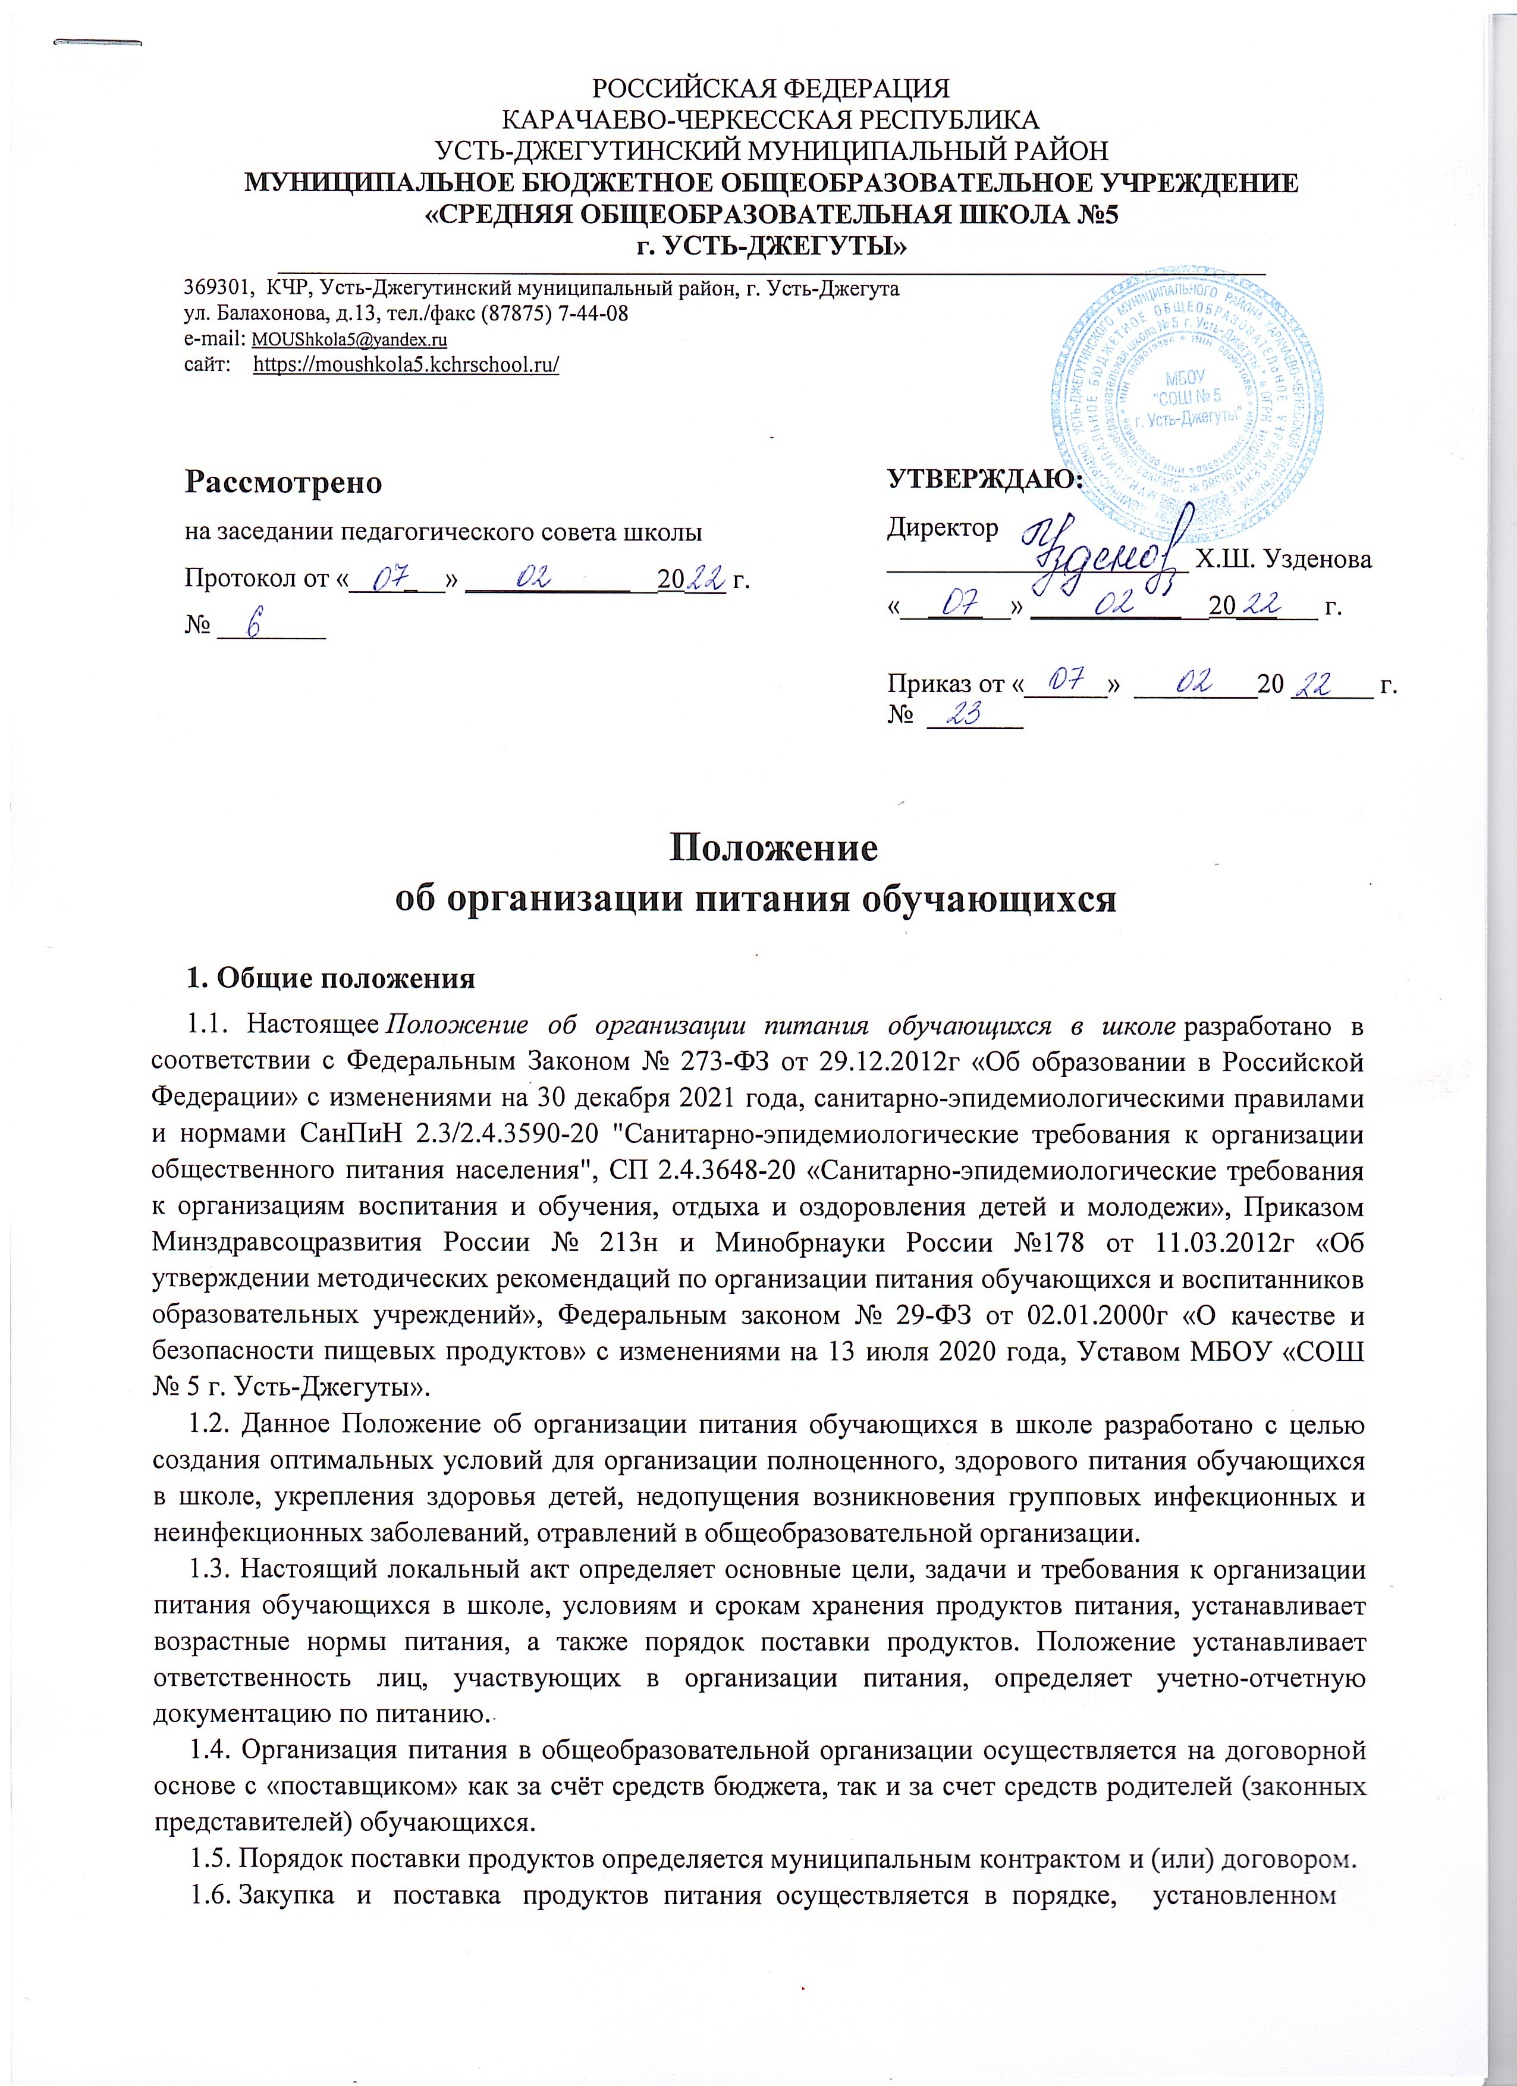 РОССИЙСКАЯ ФЕДЕРАЦИЯ
КАРАЧАЕВО-ЧЕРКЕССКАЯ РЕСПУБЛИКА
УСТЬ-ДЖЕГУТИНСКИЙ МУНИЦИПАЛЬНЫЙ РАЙОН
МУНИЦИПАЛЬНОЕ БЮДЖЕТНОЕ ОБЩЕОБРАЗОВАТЕЛЬНОЕ УЧРЕЖДЕНИЕ
«СРЕДНЯЯ ОБЩЕОБРАЗОВАТЕЛЬНАЯ ШКОЛА №5
г. УСТЬ-ДЖЕГУТЫ»
369301, КЧР, Усть-Джегутинский муниципальный район, г. Усть-Джегута
ул. Балахонова, д.13, тел./факс (87875) 7-44-08
e-mail: MOUShkola5@yandex.ru
сайт: https://moushkola5.kchrschool.ru/
МБОУ
"СОШ № 5
г. Усть-Джегуты"
Рассмотрено
на заседании педагогического совета школы
Протокол от «07» 02 2022 г.
№ 6
УТВЕРЖДАЮ:
Директор
Х.Ш. Узденова
«07» 02 2022 г.
Приказ от «07» 02 20 22 г.
№ 23
Положение
об организации питания обучающихся
1. Общие положения
1.1. Настоящее Положение об организации питания обучающихся в школе разработано в
соответствии с Федеральным Законом № 273-ФЗ от 29.12.2012г «Об образовании в Российской
Федерации» с изменениями на 30 декабря 2021 года, санитарно-эпидемиологическими правилами
и нормами СанПиН 2.3/2.4.3590-20 "Санитарно-эпидемиологические требования к организации
общественного питания населения", СП 2.4.3648-20 «Санитарно-эпидемиологические требования
к организациям воспитания и обучения, отдыха и оздоровления детей и молодежи», Приказом
Минздравсоцразвития России № 213н и Минобрнауки России №178 от 11.03.2012г «Об
утверждении методических рекомендаций по организации питания обучающихся и воспитанников
образовательных учреждений», Федеральным законом № 29-ФЗ от 02.01.2000г «О качестве и
безопасности пищевых продуктов» с изменениями на 13 июля 2020 года, Уставом МБОУ «СОШ
№ 5 г. Усть-Джегуты».
1.2. Данное Положение об организации питания обучающихся в школе разработано с целью
создания оптимальных условий для организации полноценного, здорового питания обучающихся
в школе, укрепления здоровья детей, недопущения возникновения групповых инфекционных и
неинфекционных заболеваний, отравлений в общеобразовательной организации.
1.3. Настоящий локальный акт определяет основные цели, задачи и требования к организации
питания обучающихся в школе, условиям и срокам хранения продуктов питания, устанавливает
возрастные нормы питания, а также порядок поставки продуктов. Положение устанавливает
ответственность лиц, участвующих в организации питания, определяет учетно-отчетную
документацию по питанию.
1.4. Организация питания в общеобразовательной организации осуществляется на договорной
основе с «поставщиком» как за счёт средств бюджета, так и за счет средств родителей (законных
представителей) обучающихся.
1.5. Порядок поставки продуктов определяется муниципальным контрактом и (или) договором.
1.6. Закупка и поставка продуктов питания осуществляется в порядке, установленном